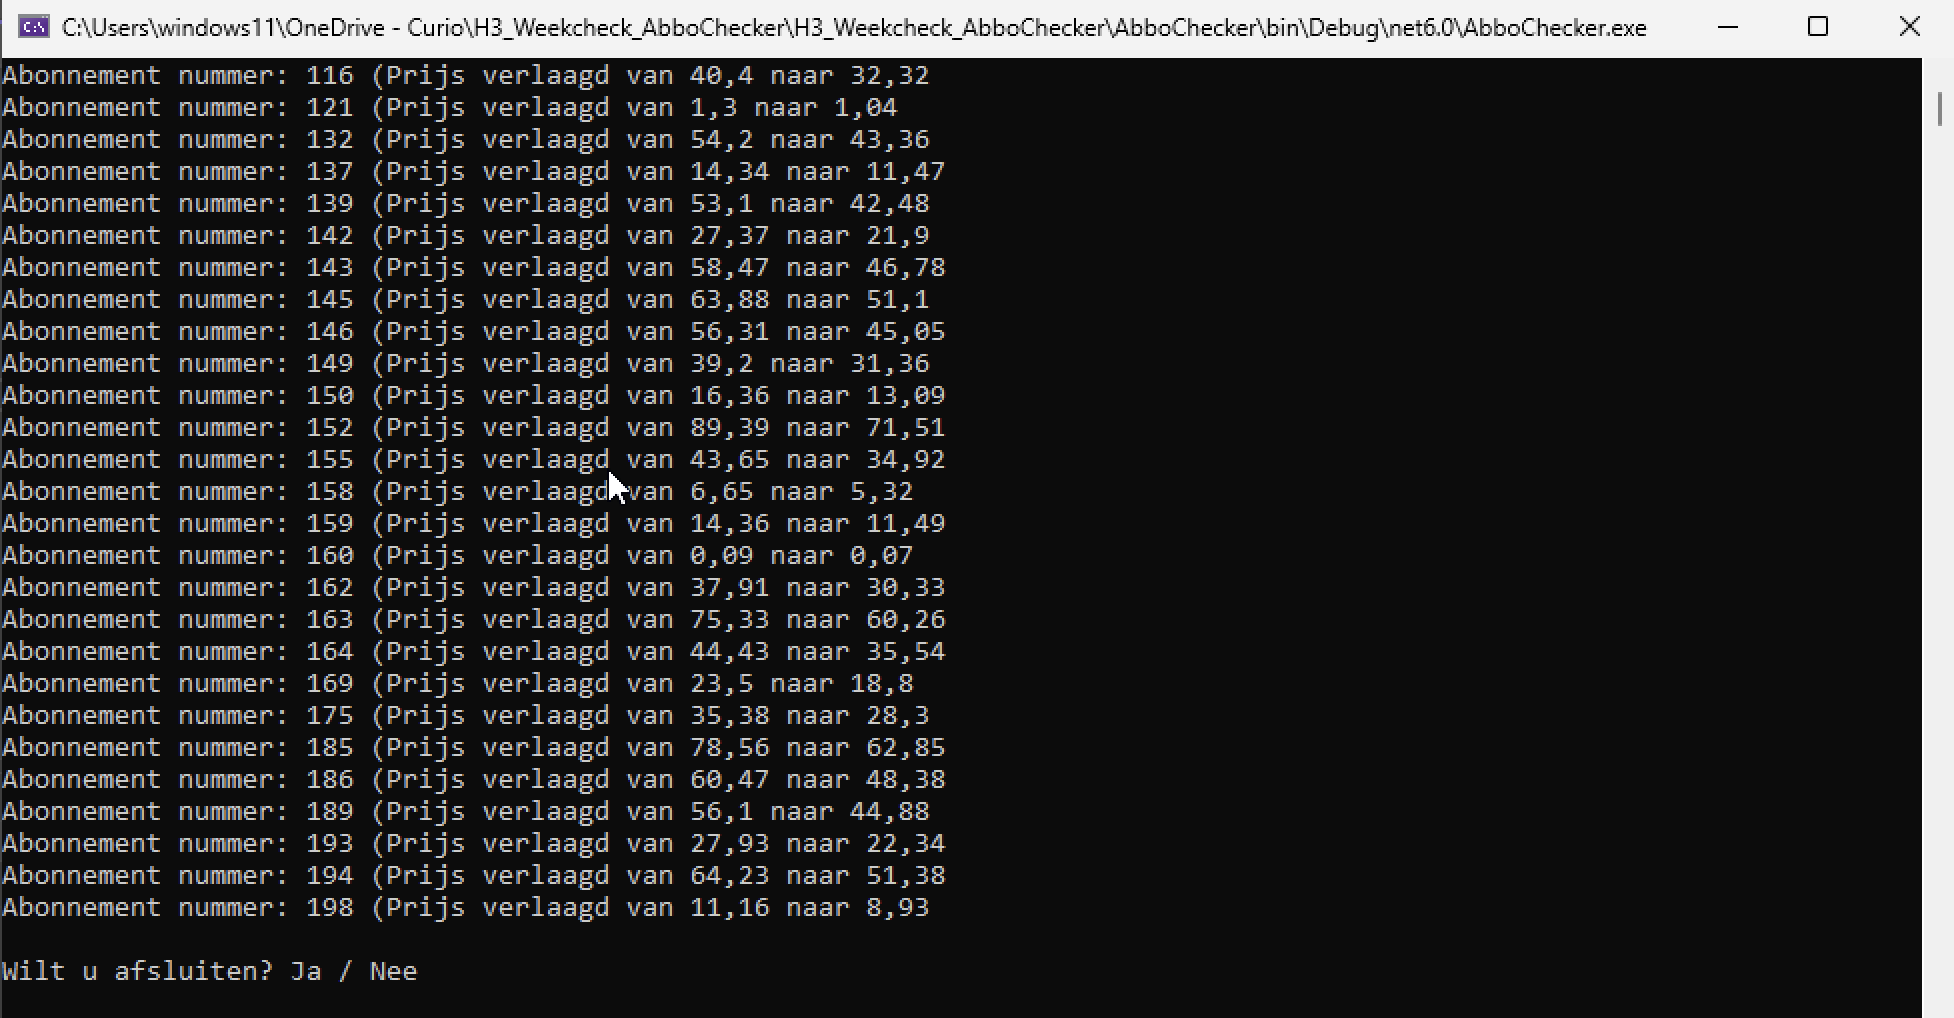 C:\Users\windows11\OneDrive - Curio\H3_Weekcheck_AbboChecker\H3_Weekcheck_AbboChecker\AbboChecker\bin\Debug\net6.0\AbboChecker.exe
Abonnement nummer: 116 (Prijs verlaagd van 40,4 naar 32,32
Abonnement nummer: 121 (Prijs verlaagd van 1,3 naar 1,04
Abonnement nummer: 132 (Prijs verlaagd van 54,2 naar 43,36
Abonnement nummer: 137 (Prijs verlaagd van 14,34 naar 11,47
Abonnement nummer: 139 (Prijs verlaagd van 53,1 naar 42,48
Abonnement nummer: 142 (Prijs verlaagd van 27,37 naar 21,9
Abonnement nummer: 143 (Prijs verlaagd van 58,47 naar 46,78
Abonnement nummer: 145 (Prijs verlaagd van 63,88 naar 51,1
Abonnement nummer: 146 (Prijs verlaagd van 56,31 naar 45,05
Abonnement nummer: 149 (Prijs verlaagd van 39,2 naar 31,36
Abonnement nummer: 150 (Prijs verlaagd van 16,36 naar 13,09
Abonnement nummer: 152 (Prijs verlaagd van 89,39 naar 71,51
Abonnement nummer: 155 (Prijs verlaagd van 43,65 naar 34,92
Abonnement nummer: 158 (Prijs verlaagd van 6,65 naar 5,32
Abonnement nummer: 159 (Prijs verlaagd van 14,36 naar 11,49
Abonnement nummer: 160 (Prijs verlaagd van 0,09 naar 0,07
Abonnement nummer: 162 (Prijs verlaagd van 37,91 naar 30,33
Abonnement nummer: 163 (Prijs verlaagd van 75,33 naar 60,26
Abonnement nummer: 164 (Prijs verlaagd van 44,43 naar 35,54
Abonnement nummer: 169 (Prijs verlaagd van 23,5 naar 18,8
Abonnement nummer: 175 (Prijs verlaagd van 35,38 naar 28,3
Abonnement nummer: 185 (Prijs verlaagd van 78,56 naar 62,85
Abonnement nummer: 186 (Prijs verlaagd van 60,47 naar 48,38
Abonnement nummer: 189 (Prijs verlaagd van 56,1 naar 44,88
Abonnement nummer: 193 (Prijs verlaagd van 27,93 naar 22,34
Abonnement nummer: 194 (Prijs verlaagd van 64,23 naar 51,38
Abonnement nummer: 198 (Prijs verlaagd van 11,16 naar 8,93
Wilt u afsluiten? Ja / Nee